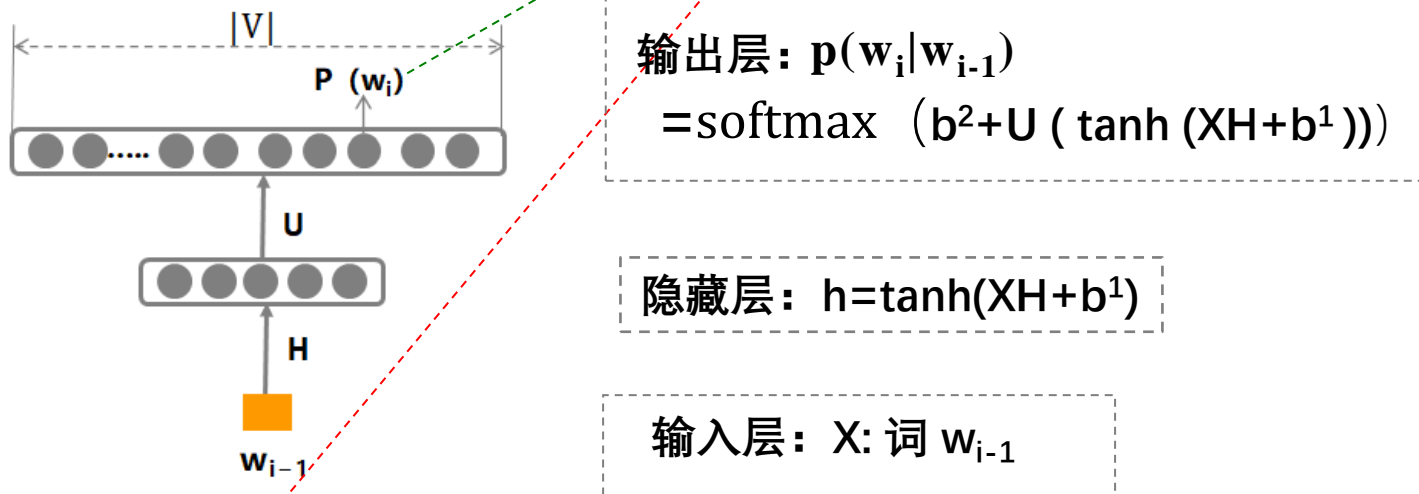 |V|
P (wᵢ)
.....
U
H
wᵢ₋₁
输出层：p(wᵢ|wᵢ₋₁)
=softmax（b²+U ( tanh (XH+b¹ ))）
隐藏层：h=tanh(XH+b¹)
输入层：X: 词 wᵢ₋₁